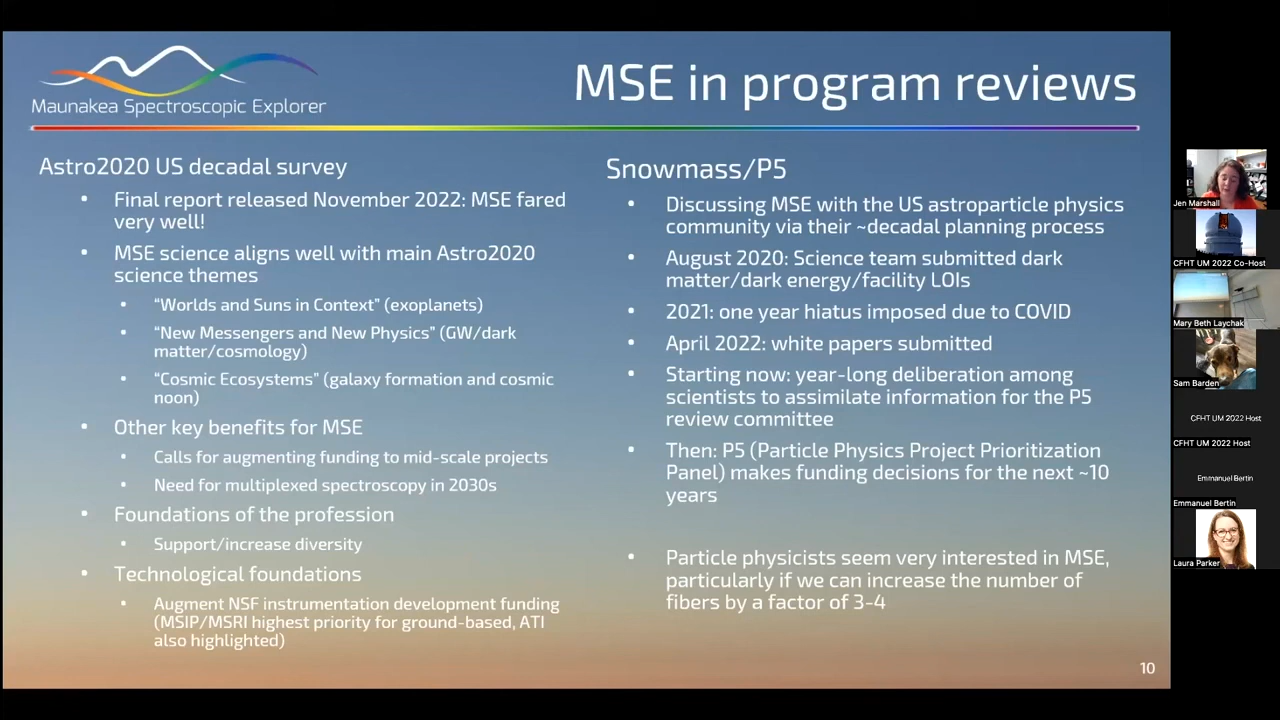 Maunakea Spectroscopic Explorer
MSE in program reviews
Astro2020 US decadal survey
• Final report released November 2022: MSE fared
very well!
• MSE science aligns well with main Astro2020
science themes
• “Worlds and Suns in Context” (exoplanets)
• “New Messengers and New Physics” (GW/dark
matter/cosmology)
• “Cosmic Ecosystems” (galaxy formation and cosmic
noon)
• Other key benefits for MSE
• Calls for augmenting funding to mid-scale projects
• Need for multiplexed spectroscopy in 2030s
• Foundations of the profession
• Support/increase diversity
• Technological foundations
• Augment NSF instrumentation development funding
(MSIP/MSRI highest priority for ground-based, ATI
also highlighted)
Snowmass/P5
• Discussing MSE with the US astroparticle physics
community via their ~decadal planning process
• August 2020: Science team submitted dark
matter/dark energy/facility LOIs
• 2021: one year hiatus imposed due to COVID
• April 2022: white papers submitted
• Starting now: year-long deliberation among
scientists to assimilate information for the P5
review committee
• Then: P5 (Particle Physics Project Prioritization
Panel) makes funding decisions for the next ~10
years
• Particle physicists seem very interested in MSE,
particularly if we can increase the number of
fibers by a factor of 3-4
10
Jen Marshall
CFHT UM 2022 Co-Host
Mary Beth Laychak
Sam Barden
CFHT UM 2022 Host
CFHT UM 2022 Host
Emmanuel Bertin
Emmanuel Bertin
Laura Parker